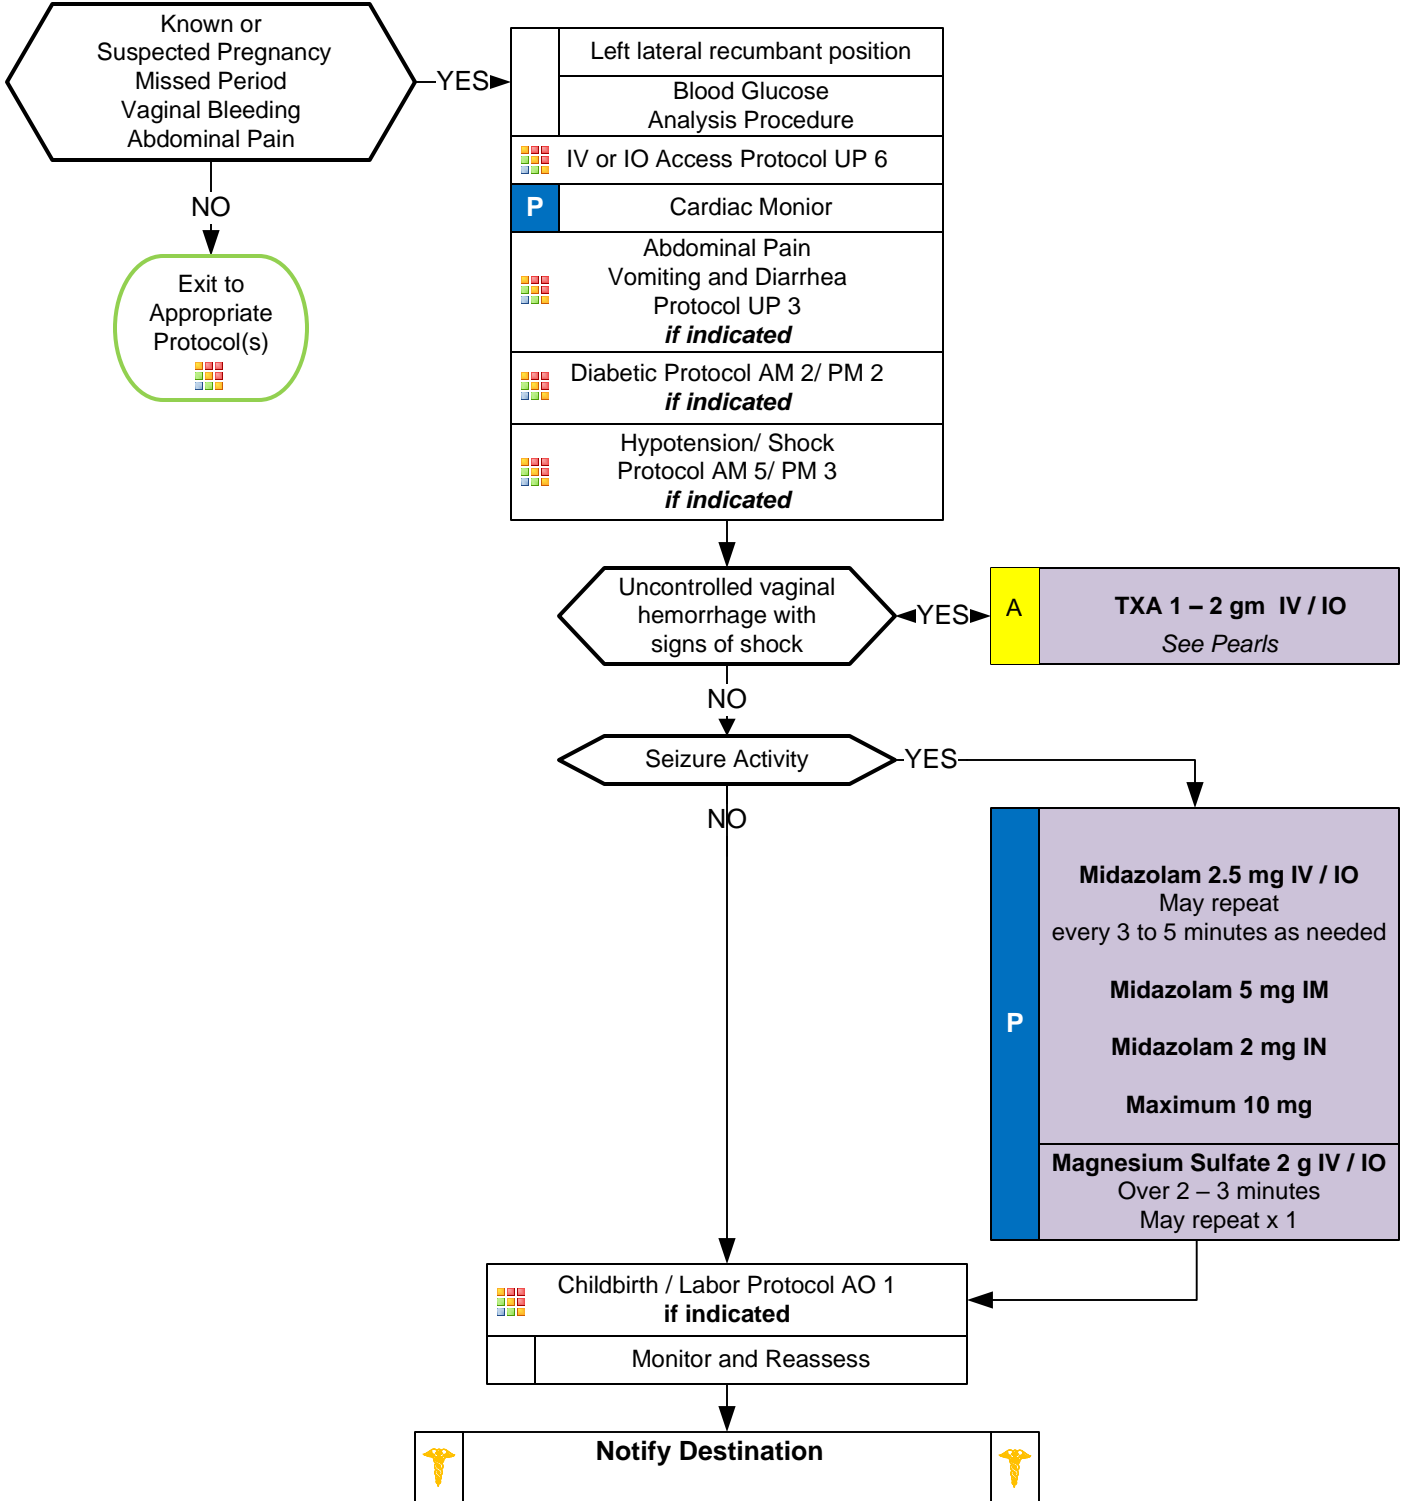 Known or
Suspected Pregnancy
Missed Period
Vaginal Bleeding
Abdominal Pain
YES
NO
Exit to
Appropriate
Protocol(s)
Left lateral recumbant position
Blood Glucose
Analysis Procedure
IV or IO Access Protocol UP 6
P
Cardiac Monior
Abdominal Pain
Vomiting and Diarrhea
Protocol UP 3
if indicated
Diabetic Protocol AM 2/ PM 2
if indicated
Hypotension/ Shock
Protocol AM 5/ PM 3
if indicated
Uncontrolled vaginal
hemorrhage with
signs of shock
YES
A
TXA 1 – 2 gm IV / IO
See Pearls
NO
Seizure Activity
YES
NO
P
Midazolam 2.5 mg IV / IO
May repeat
every 3 to 5 minutes as needed
Midazolam 5 mg IM
Midazolam 2 mg IN
Maximum 10 mg
Magnesium Sulfate 2 g IV / IO
Over 2 – 3 minutes
May repeat x 1
Childbirth / Labor Protocol AO 1
if indicated
Monitor and Reassess
Notify Destination